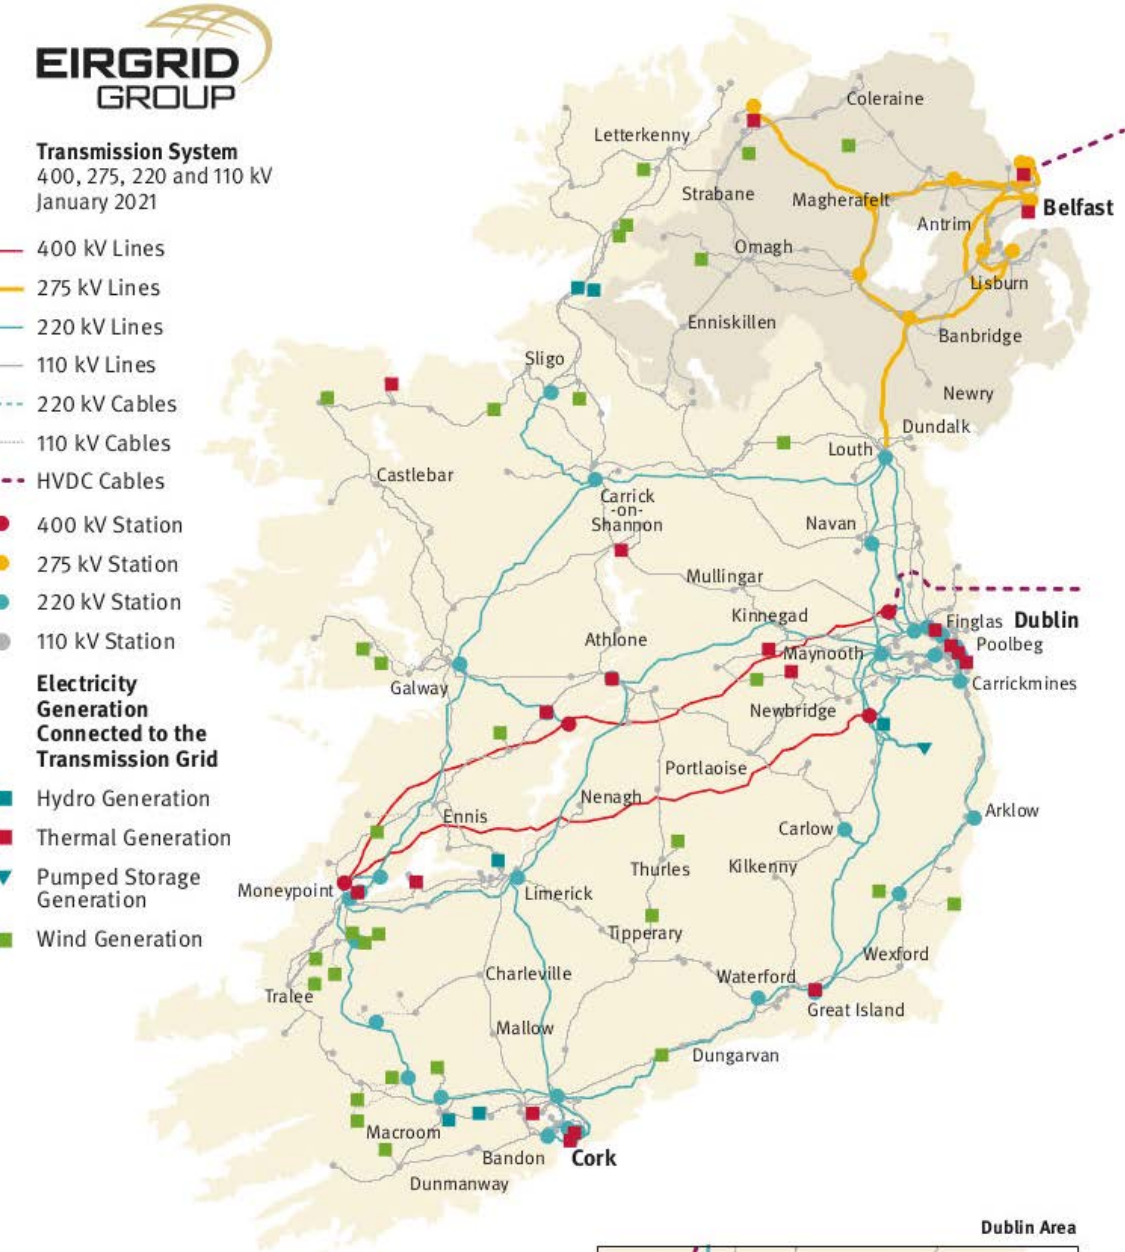 EIRGRID
GROUP
Transmission System
400, 275, 220 and 110 kV
January 2021
400 kV Lines
275 kV Lines
220 kV Lines
110 kV Lines
220 kV Cables
110 kV Cables
HVDC Cables
400 kV Station
275 kV Station
220 kV Station
110 kV Station
Electricity
Generation
Connected to the
Transmission Grid
Hydro Generation
Thermal Generation
Pumped Storage
Generation
Wind Generation
Coleraine
Letterkenny
Strabane
Magherafelt
Belfast
Antrim
Omagh
Lisburn
Enniskillen
Banbridge
Sligo
Newry
Dundalk
Louth
Castlebar
Carrick
-on-
Shannon
Navan
Mullingar
Kinnegad
Finglas
Dublin
Athlone
Poolbeg
Maynooth
Galway
Carrickmines
Newbridge
Portlaoise
Nenagh
Ennis
Arklow
Carlow
Kilkenny
Thurles
Moneypoint
Limerick
Tipperary
Wexford
Charleville
Waterford
Tralee
Great Island
Mallow
Dungarvan
Macroom
Bandon
Cork
Dunmanway
Dublin Area